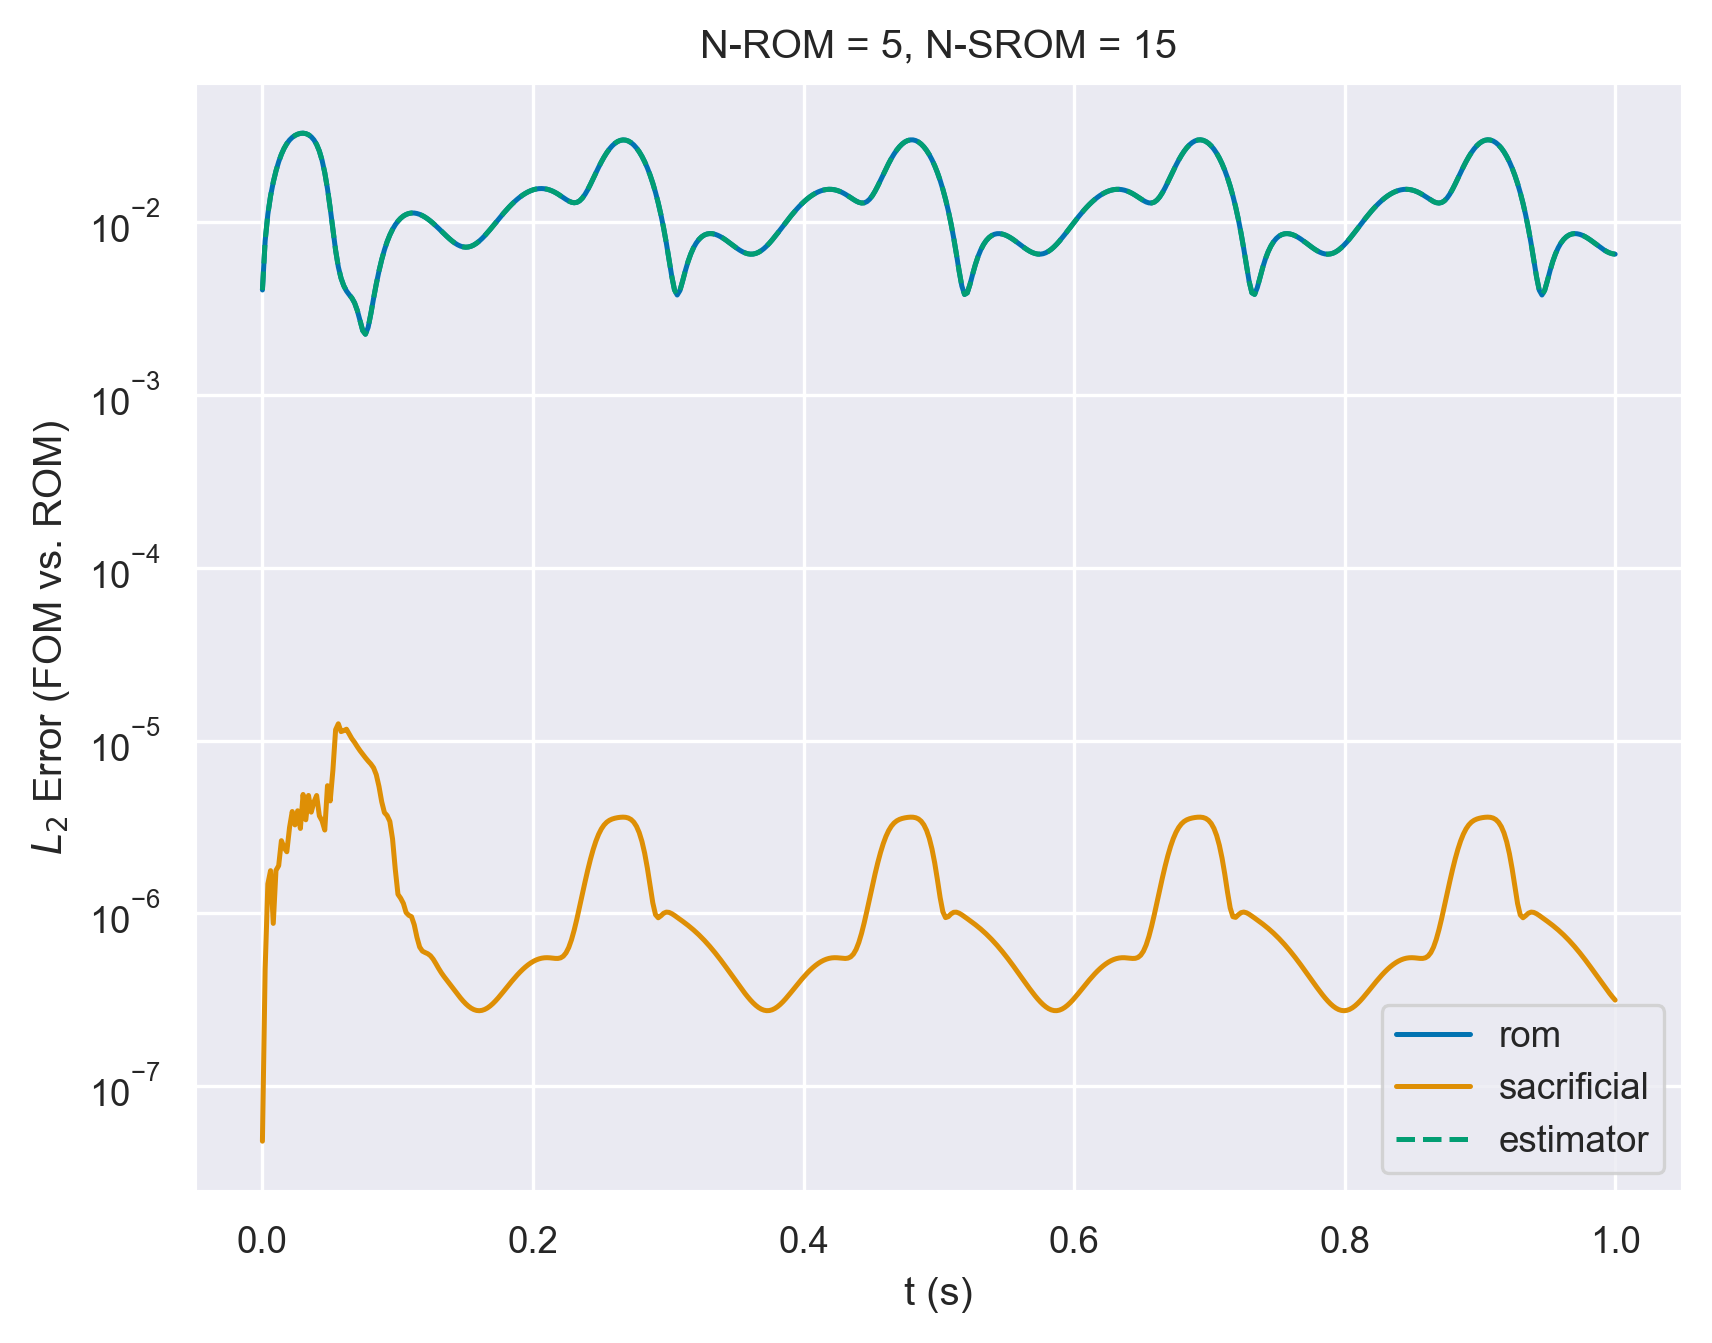 N-ROM = 5, N-SROM = 15
L₂ Error (FOM vs. ROM)
10⁻²
10⁻³
10⁻⁴
10⁻⁵
10⁻⁶
10⁻⁷
rom
sacrificial
estimator
0.0 0.2 0.4 0.6 0.8 1.0
t (s)